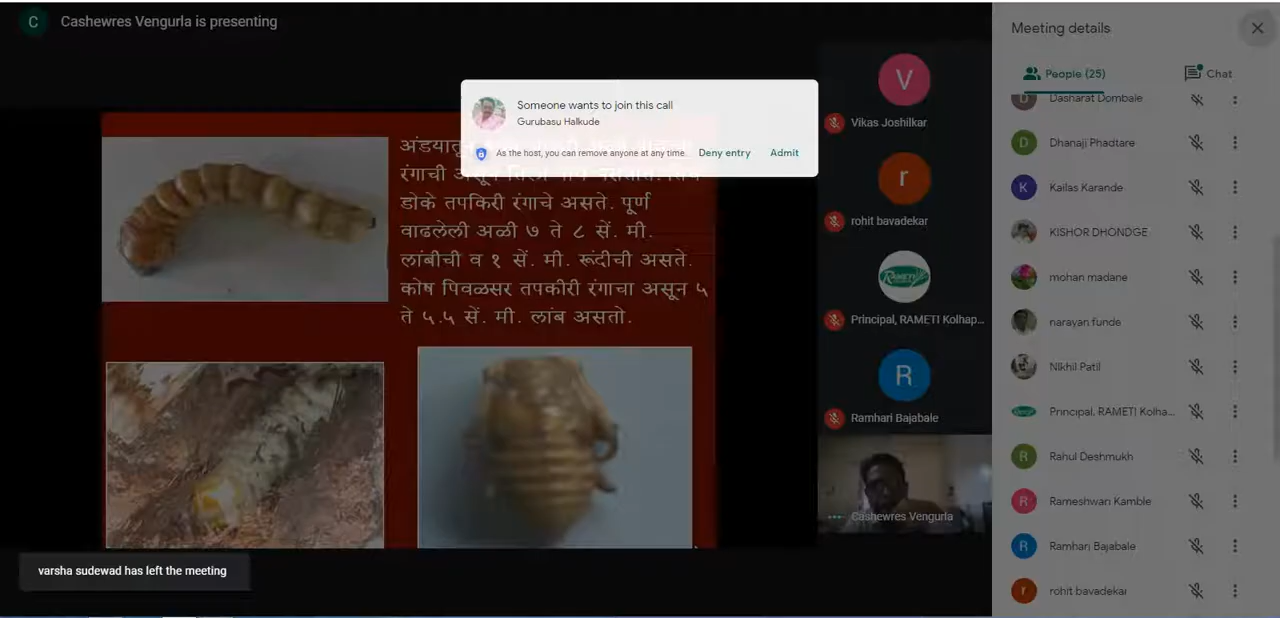 C Cashewres Vengurla is presenting
Someone wants to join this call
Gurubasu Halkude
As the host, you can remove anyone at any time.
Deny entry
Admit
अंडयातून
रंगाची असून
डोके तपकिरी रंगाचे असते. पूर्ण
वाढलेली अळी ७ ते ८ सें. मी.
लांबीची व १ सें. मी. रूंदीची असते.
कोष पिवळसर तपकीरी रंगाचा असून ५
ते ५.५ सें. मी. लांब असतो.
V
Vikas Joshilkar
r
rohit bavadekar
RAMETI
Principal, RAMETI Kolhap...
R
Ramhari Bajabale
Cashewres Vengurla
varsha sudewad has left the meeting
Meeting details
People (25)
Chat
D Dasharat Dombale
D Dhanaji Phadtare
K Kailas Karande
KISHOR DHONDGE
mohan madane
narayan funde
Nikhil Patil
Principal, RAMETI Kolha...
R Rahul Deshmukh
R Rameshwari Kamble
R Ramhari Bajabale
r rohit bavadekar